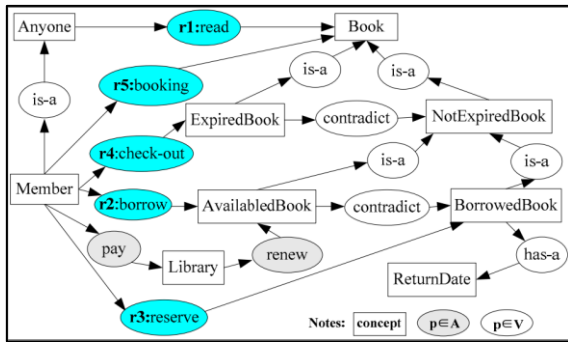 Anyone
r1:read
Book
is-a
r5:booking
is-a
is-a
ExpiredBook
contradict
NotExpiredBook
r4:check-out
is-a
is-a
Member
r2:borrow
AvailabledBook
contradict
BorrowedBook
pay
renew
has-a
Library
ReturnDate
r3:reserve
Notes: concept p∈A p∈V